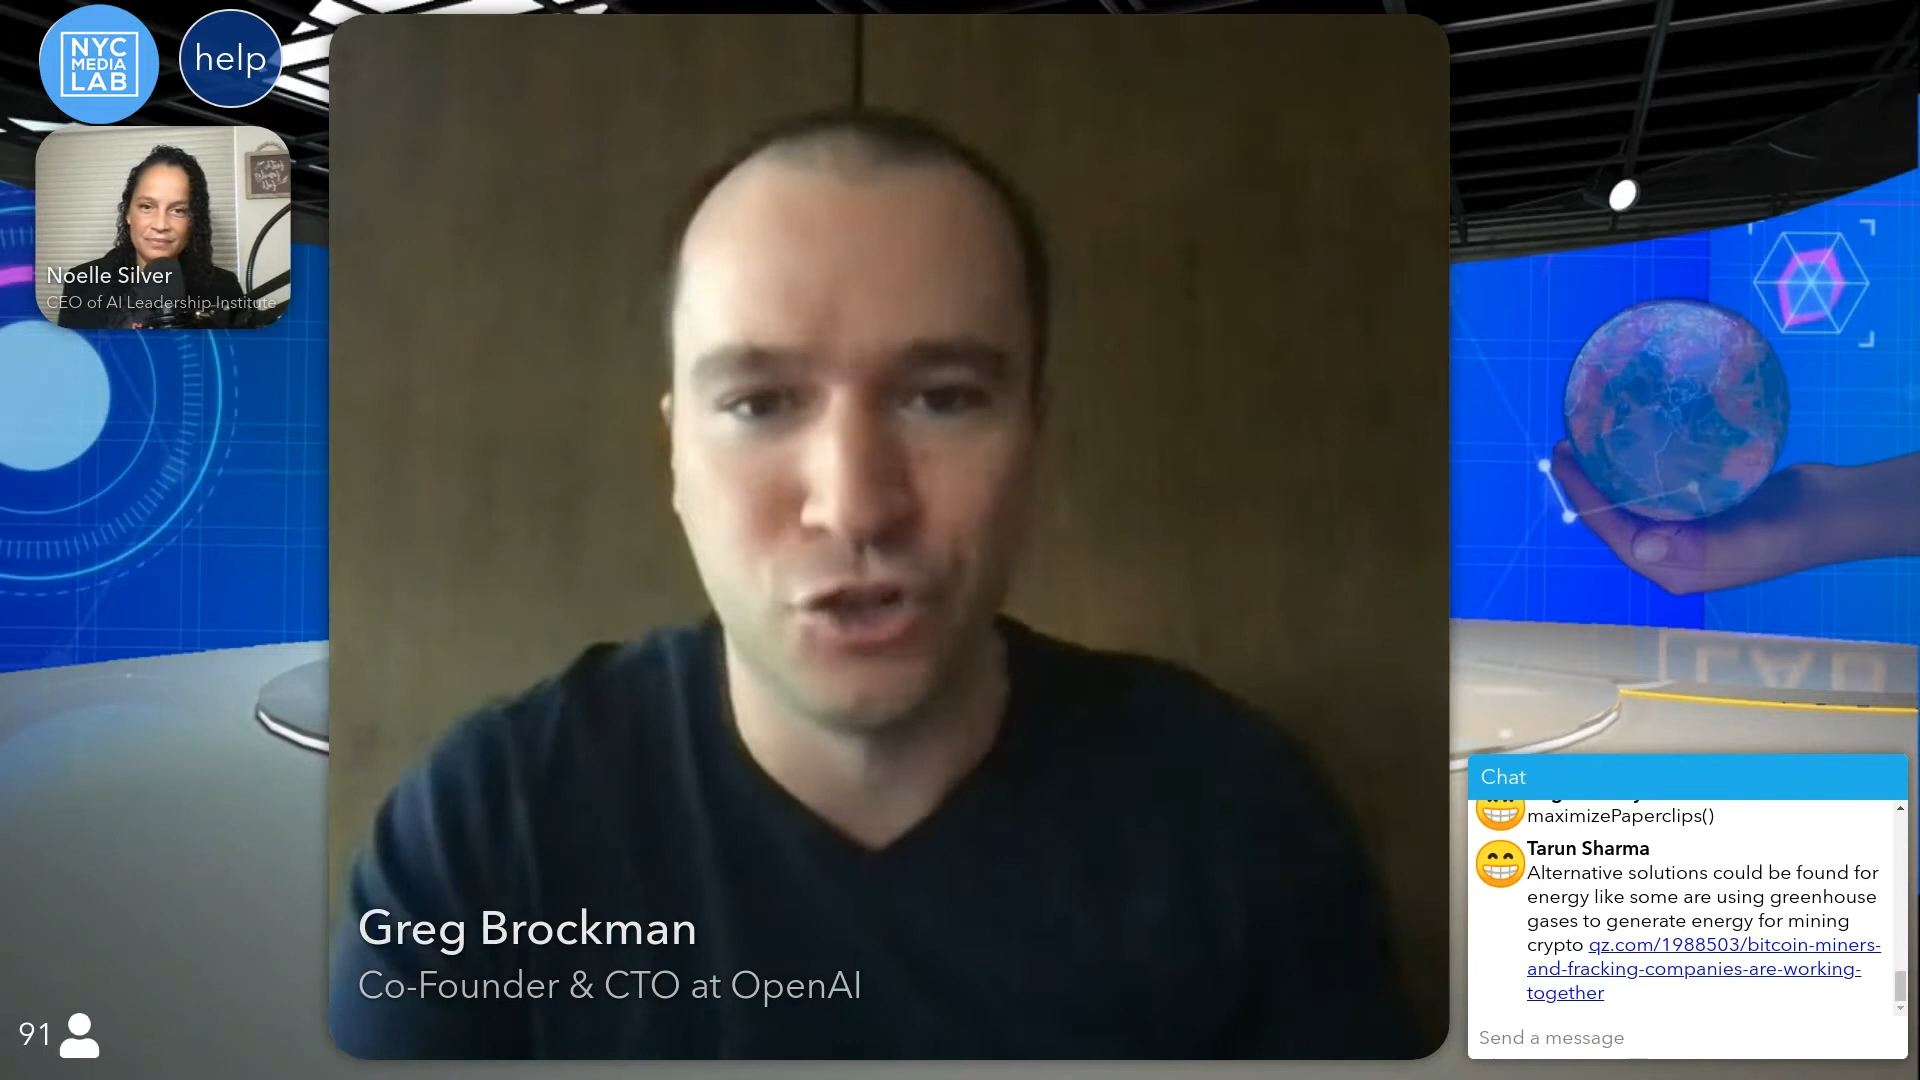 NYC
MEDIA
LAB
help
Noelle Silver
CEO of AI Leadership Institute
Greg Brockman
Co-Founder & CTO at OpenAI
91
LAB
Chat
maximizePaperclips()
Tarun Sharma
Alternative solutions could be found for
energy like some are using greenhouse
gases to generate energy for mining
crypto qz.com/1988503/bitcoin-miners-
and-fracking-companies-are-working-
together
Send a message